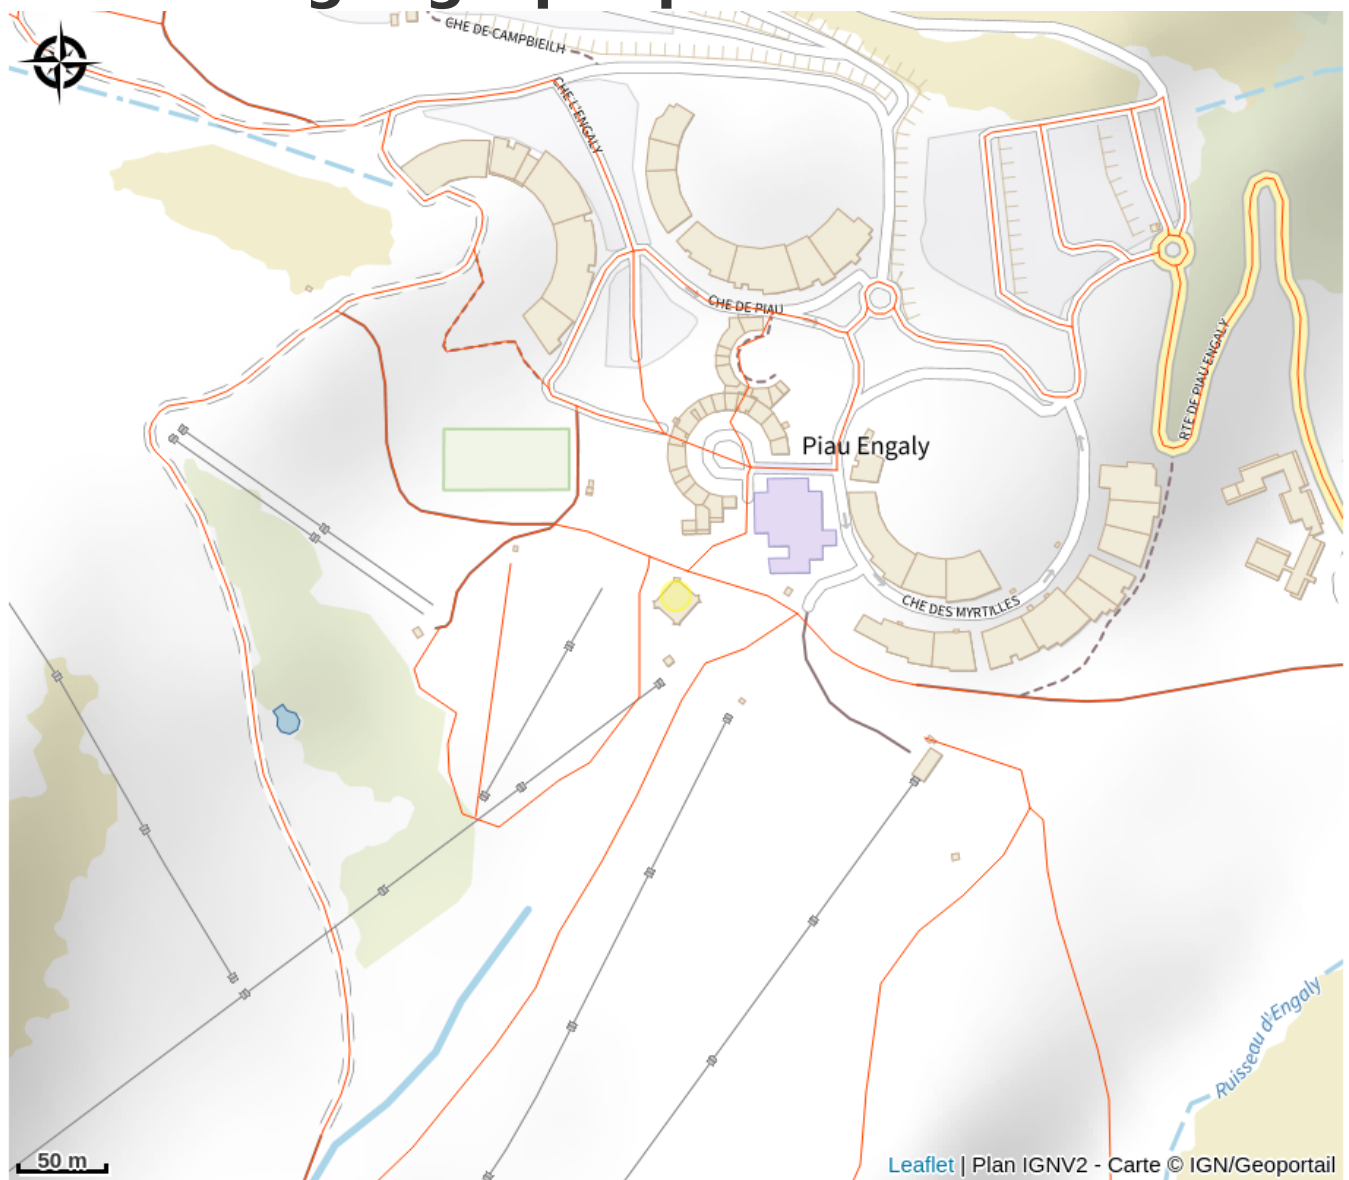 CHE DE CAMPBIEILH
CHE L'ENGALY
CHE DE PIAU
RTE DE PIAU ENGALY
Piau Engaly
CHE DES MYRTILLES
Ruisseau d'Engaly
50 m
Leaflet | Plan IGNV2 - Carte © IGN/Geoportail